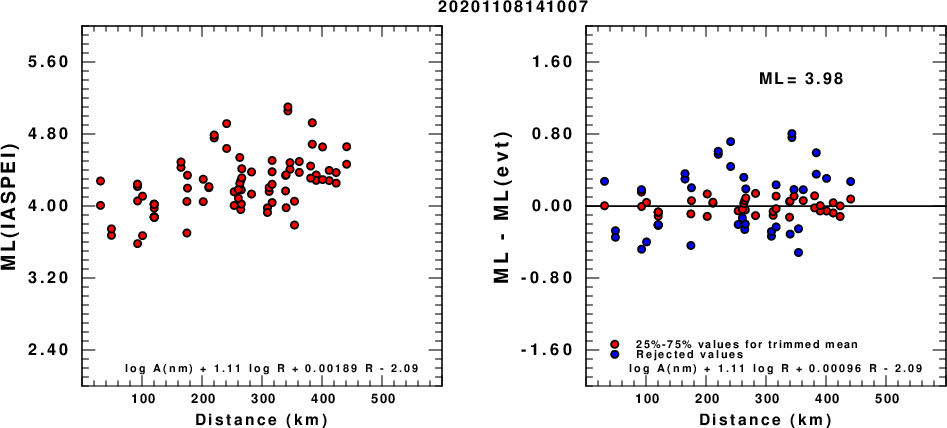 20201108141007
ML(IASPEI)
5.60
4.80
4.00
3.20
2.40
log A(nm) + 1.11 log R + 0.00189 R - 2.09
100 200 300 400 500
Distance (km)
ML - ML(evt)
1.60
0.80
0.00
-0.80
-1.60
ML= 3.98
25%-75% values for trimmed mean
Rejected values
log A(nm) + 1.11 log R + 0.00096 R - 2.09
100 200 300 400 500
Distance (km)